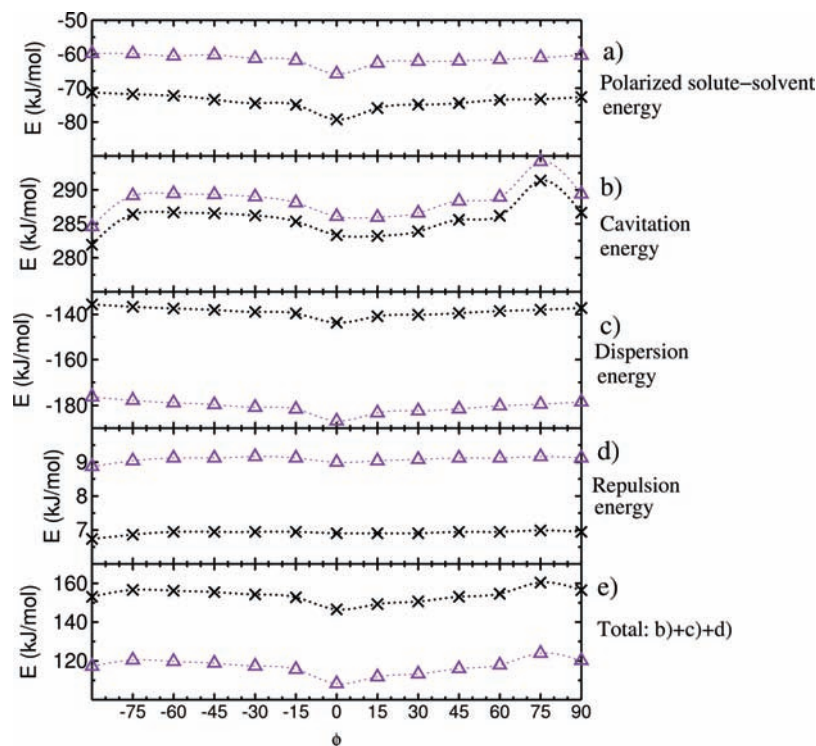 -50
-60
-70
-80
E (kJ/mol)
a)
Polarized solute-solvent
energy
290
285
280
E (kJ/mol)
b)
Cavitation
energy
-140
-160
-180
E (kJ/mol)
c)
Dispersion
energy
9
8
7
E (kJ/mol)
d)
Repulsion
energy
160
140
120
E (kJ/mol)
e)
Total: b)+c)+d)
-75 -60 -45 -30 -15 0 15 30 45 60 75 90
ϕ